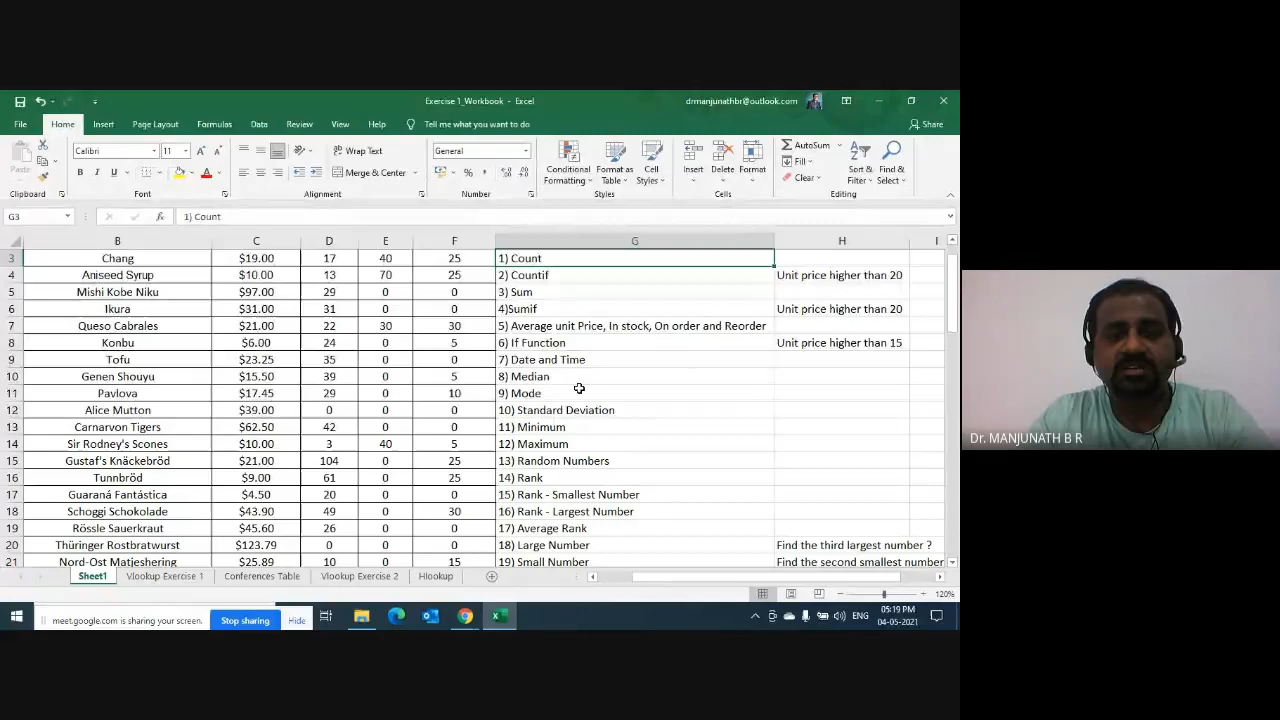 Exercise 1_Workbook - Excel
drmanjunathbr@outlook.com
File Home Insert Page Layout Formulas Data Review View Help Tell me what you want to do Share
Paste
Calibri 11 Wrap Text General AutoSum
B I U Merge & Center Fill Clear
Conditional Formatting Format as Table Cell Styles Insert Delete Format Sort & Filter Find & Select
Clipboard Font Alignment Number Styles Cells Editing
G3 fx 1) Count
B C D E F G H I
3 Chang $19.00 17 40 25 1) Count
4 Aniseed Syrup $10.00 13 70 25 2) Countif Unit price higher than 20
5 Mishi Kobe Niku $97.00 29 0 0 3) Sum
6 Ikura $31.00 31 0 0 4)Sumif Unit price higher than 20
7 Queso Cabrales $21.00 22 30 30 5) Average unit Price, In stock, On order and Reorder
8 Konbu $6.00 24 0 5 6) If Function Unit price higher than 15
9 Tofu $23.25 35 0 0 7) Date and Time
10 Genen Shouyu $15.50 39 0 5 8) Median
11 Pavlova $17.45 29 0 10 9) Mode
12 Alice Mutton $39.00 0 0 0 10) Standard Deviation
13 Carnarvon Tigers $62.50 42 0 0 11) Minimum
14 Sir Rodney's Scones $10.00 3 40 5 12) Maximum
15 Gustaf's Knäckebröd $21.00 104 0 25 13) Random Numbers
16 Tunnbröd $9.00 61 0 25 14) Rank
17 Guaraná Fantástica $4.50 20 0 0 15) Rank - Smallest Number
18 Schoggi Schokolade $43.90 49 0 30 16) Rank - Largest Number
19 Rössle Sauerkraut $45.60 26 0 0 17) Average Rank
20 Thüringer Rostbratwurst $123.79 0 0 0 18) Large Number Find the third largest number ?
21 Nord-Ost Matjeshering $25.89 10 0 15 19) Small Number Find the second smallest number
Sheet1 Vlookup Exercise 1 Conferences Table Vlookup Exercise 2 Hlookup
120%
meet.google.com is sharing your screen. Stop sharing Hide
ENG 05:19 PM
04-05-2021
Dr. MANJUNATH B R